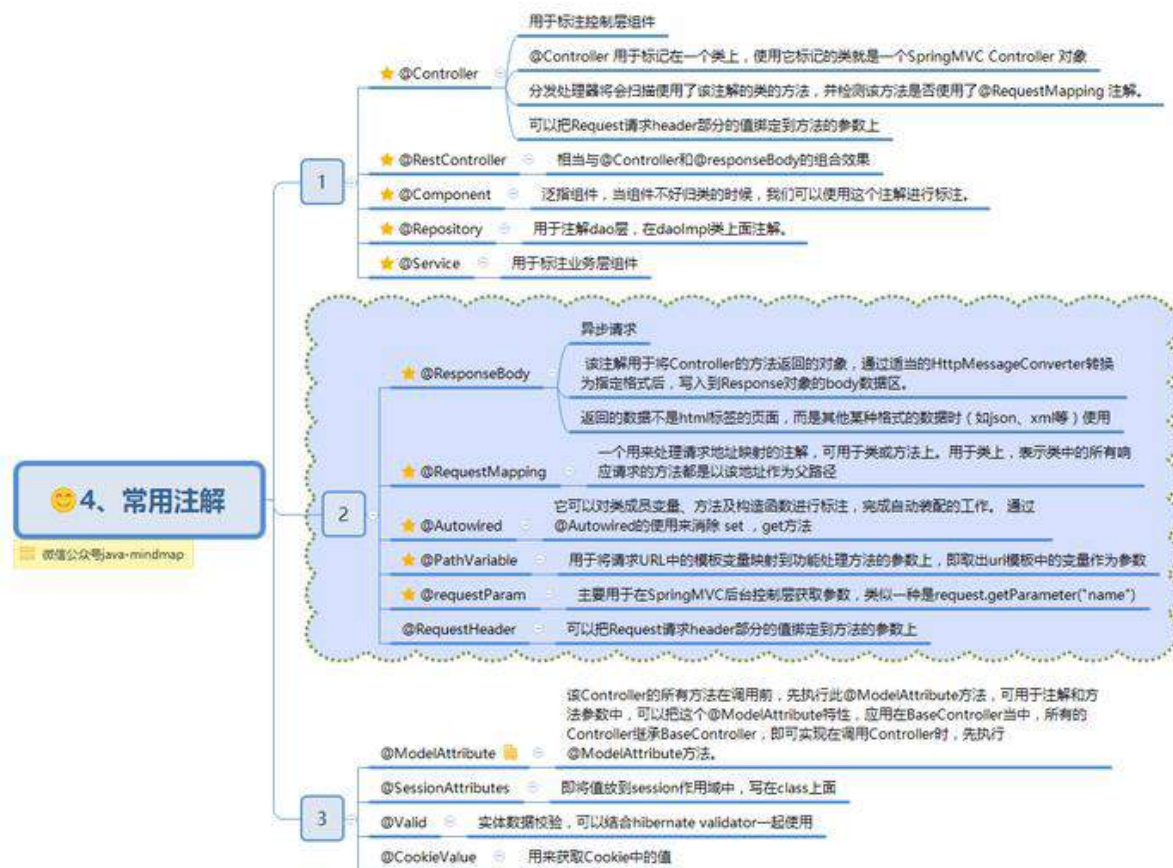 用于标注控制层组件
@Controller 用于标记在一个类上，使用它标记的类就是一个SpringMVC Controller 对象
@Controller
分发处理器将会扫描使用了该注解的类的方法，并检测该方法是否使用了@RequestMapping 注解。
可以把Request请求header部分的值绑定到方法的参数上
1
@RestController 相当与@Controller和@responseBody的组合效果
@Component 泛指组件，当组件不好归类的时候，我们可以使用这个注解进行标注。
@Repository 用于注解dao层，在daoImpl类上面注解。
@Service 用于标注业务层组件
异步请求
@ResponseBody
该注解用于将Controller的方法返回的对象，通过适当的HttpMessageConverter转换
为指定格式后，写入到Response对象的body数据区。
返回的数据不是html标签的页面，而是其他某种格式的数据时（如json、xml等）使用
@RequestMapping
一个用来处理请求地址映射的注解，可用于类或方法上。用于类上，表示类中的所有响
应请求的方法都是以该地址作为父路径
4、常用注解
微信公众号java-mindmap
2
@Autowired
它可以对类成员变量、方法及构造函数进行标注，完成自动装配的工作。 通过
@Autowired的使用来消除 set ，get方法
@PathVariable 用于将请求URL中的模板变量映射到功能处理方法的参数上，即取出uri模板中的变量作为参数
@requestParam 主要用于在SpringMVC后台控制层获取参数，类似一种是request.getParameter("name")
@RequestHeader 可以把Request请求header部分的值绑定到方法的参数上
@ModelAttribute
该Controller的所有方法在调用前，先执行此@ModelAttribute方法，可用于注解和方
法参数中，可以把这个@ModelAttribute特性，应用在BaseController当中，所有的
Controller继承BaseController，即可实现在调用Controller时，先执行
@ModelAttribute方法。
@SessionAttributes 即将值放到session作用域中，写在class上面
3
@Valid 实体数据校验，可以结合hibernate validator一起使用
@CookieValue 用来获取Cookie中的值